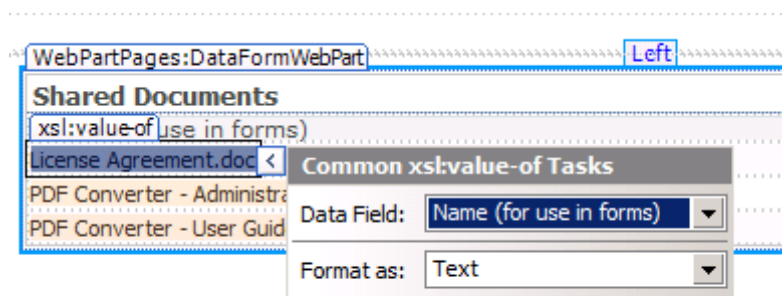 WebPartPages:DataFormWebPart
Left
Shared Documents
xsl:value-of use in forms)
License Agreement.doc <
Common xsl:value-of Tasks
PDF Converter - Administra
Data Field: Name (for use in forms)
PDF Converter - User Guid
Format as: Text